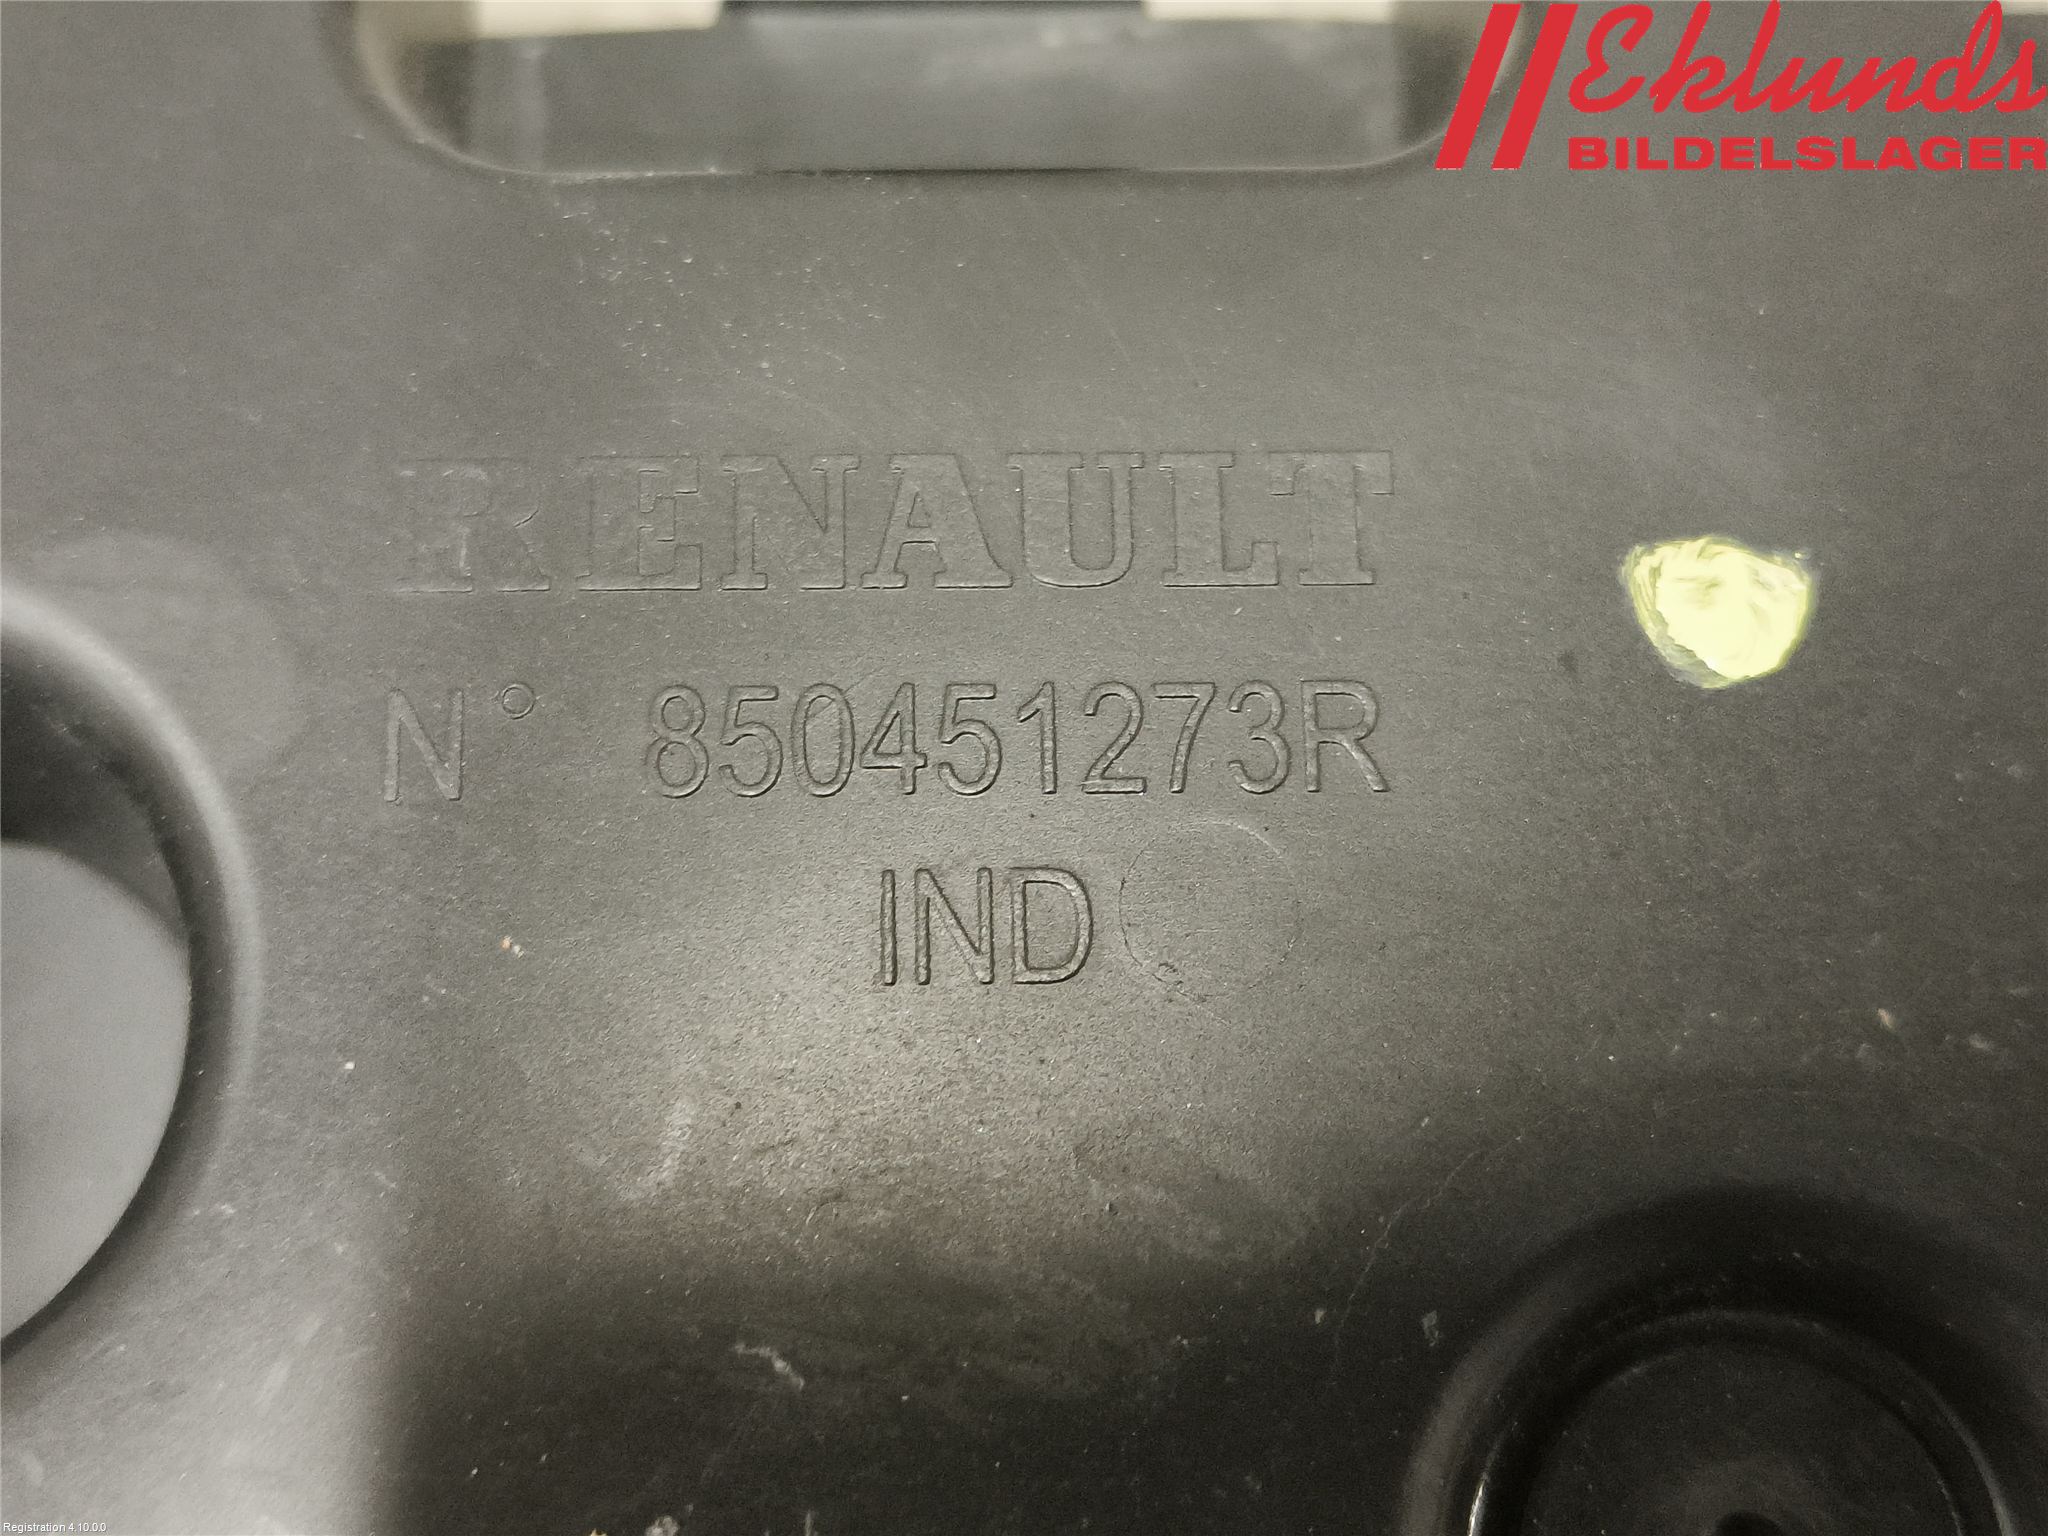 Eklunds
BILDELSLAGER
RENAULT
N° 850451273R
IND
Registration 4.10.0.0